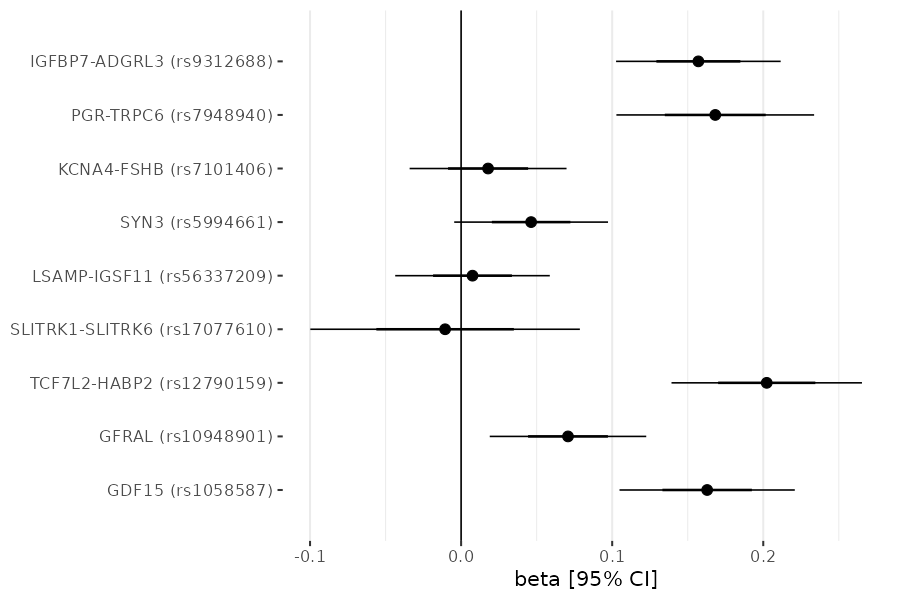 IGFBP7-ADGRL3 (rs9312688)
PGR-TRPC6 (rs7948940)
KCNA4-FSHB (rs7101406)
SYN3 (rs5994661)
LSAMP-IGSF11 (rs56337209)
SLITRK1-SLITRK6 (rs17077610)
TCF7L2-HABP2 (rs12790159)
GFRAL (rs10948901)
GDF15 (rs1058587)
-0.1 0.0 0.1 0.2
beta [95% CI]